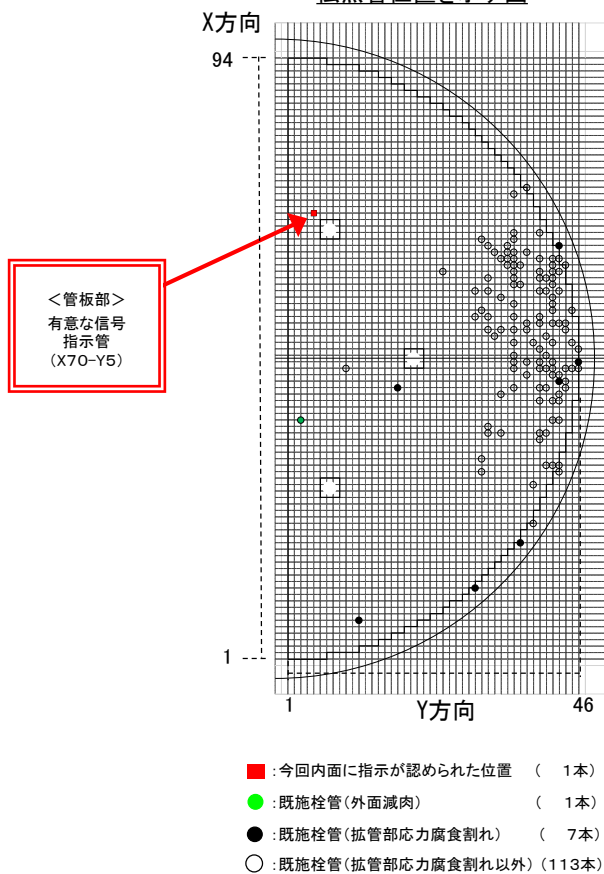 X方向
94
<管板部>
有意な信号
指示管
(X70-Y5)
1
1
Y方向
46
:今回内面に指示が認められた位置 ( 1本)
:既施栓管(外面減肉) ( 1本)
:既施栓管(拡管部応力腐食割れ) ( 7本)
:既施栓管(拡管部応力腐食割れ以外) (113本)